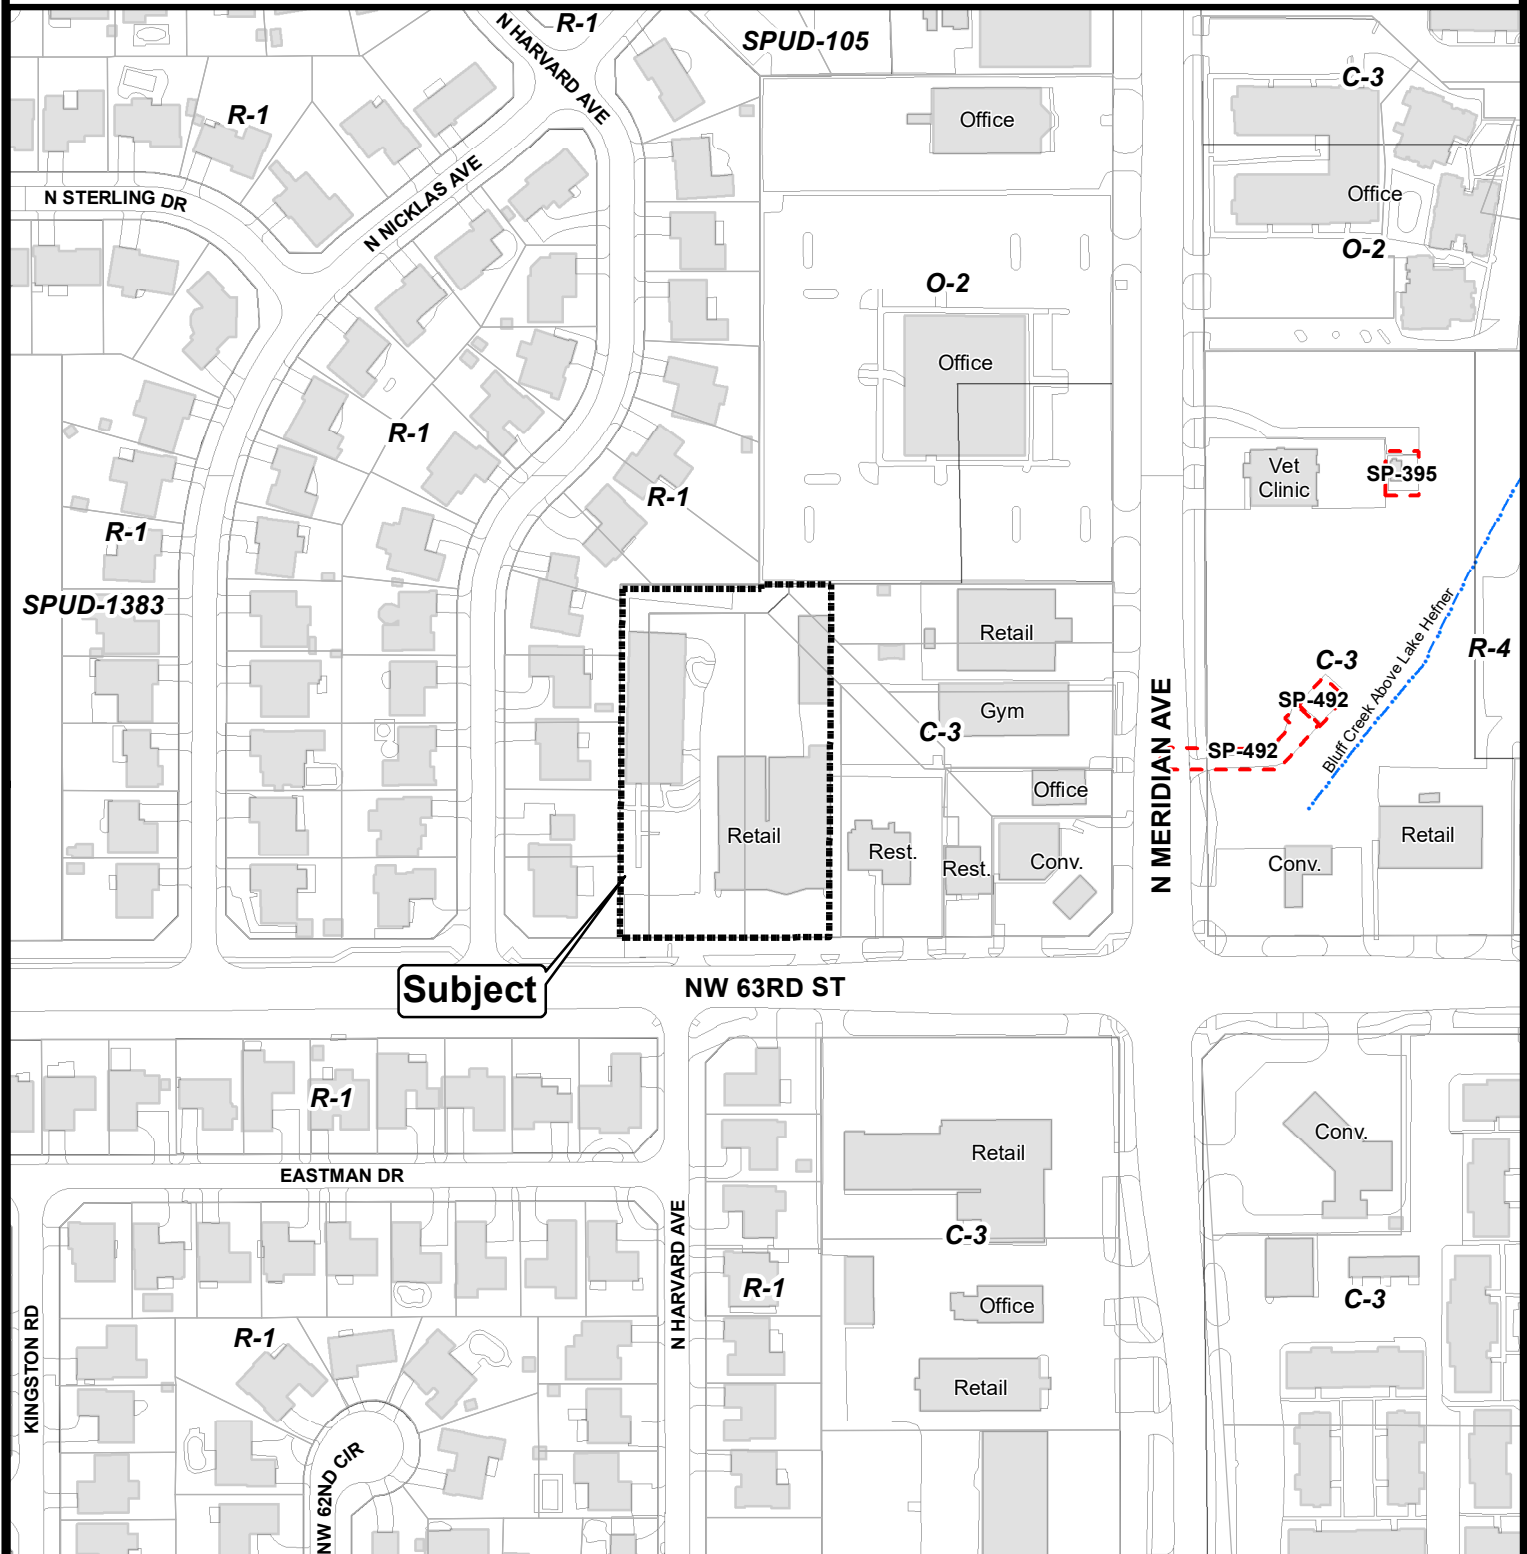 R-1
N HARVARD AVE
SPUD-105
C-3
R-1
Office
N STERLING DR
N NICKLAS AVE
Office
O-2
O-2
Office
R-1
R-1
Vet
Clinic
SP-395
R-1
SPUD-1383
Retail
Bluff Creek Above Lake Hefner
R-4
C-3
SP-492
Gym
C-3
SP-492
N MERIDIAN AVE
Office
Retail
Rest.
Rest.
Conv.
Conv.
Retail
Subject
NW 63RD ST
R-1
Retail
Conv.
EASTMAN DR
N HARVARD AVE
C-3
R-1
Office
C-3
KINGSTON RD
R-1
Retail
NW 62ND CIR